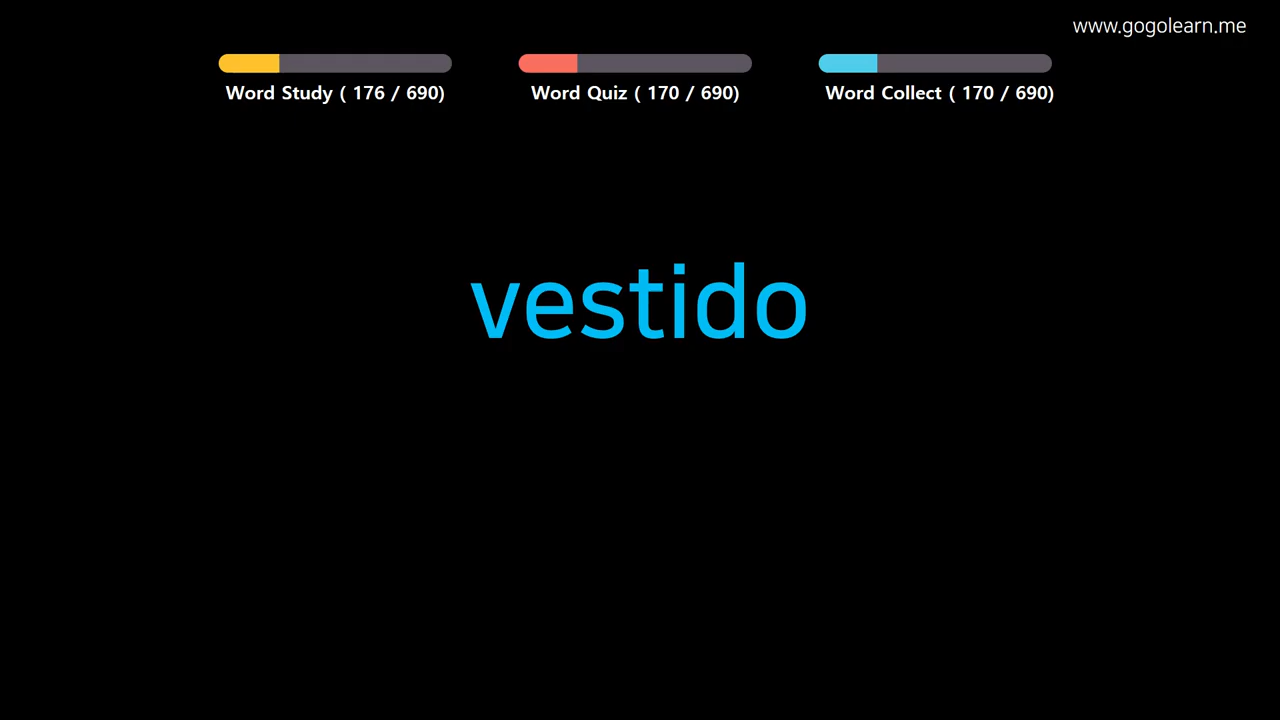 www.gogolearn.me
Word Study ( 176 / 690)
Word Quiz ( 170 / 690)
Word Collect ( 170 / 690)
vestido